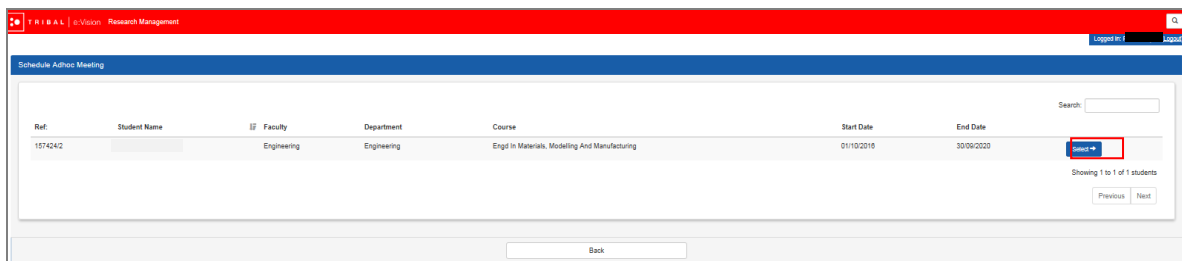 TRIBAL e:Vision Research Management
Logged in: Logout
Schedule Adhoc Meeting
Search:
Ref: Student Name Faculty Department Course Start Date End Date
157424/2 Engineering Engineering Engd In Materials, Modelling And Manufacturing 01/10/2016 30/09/2020 Select
Showing 1 to 1 of 1 students
Previous Next
Back